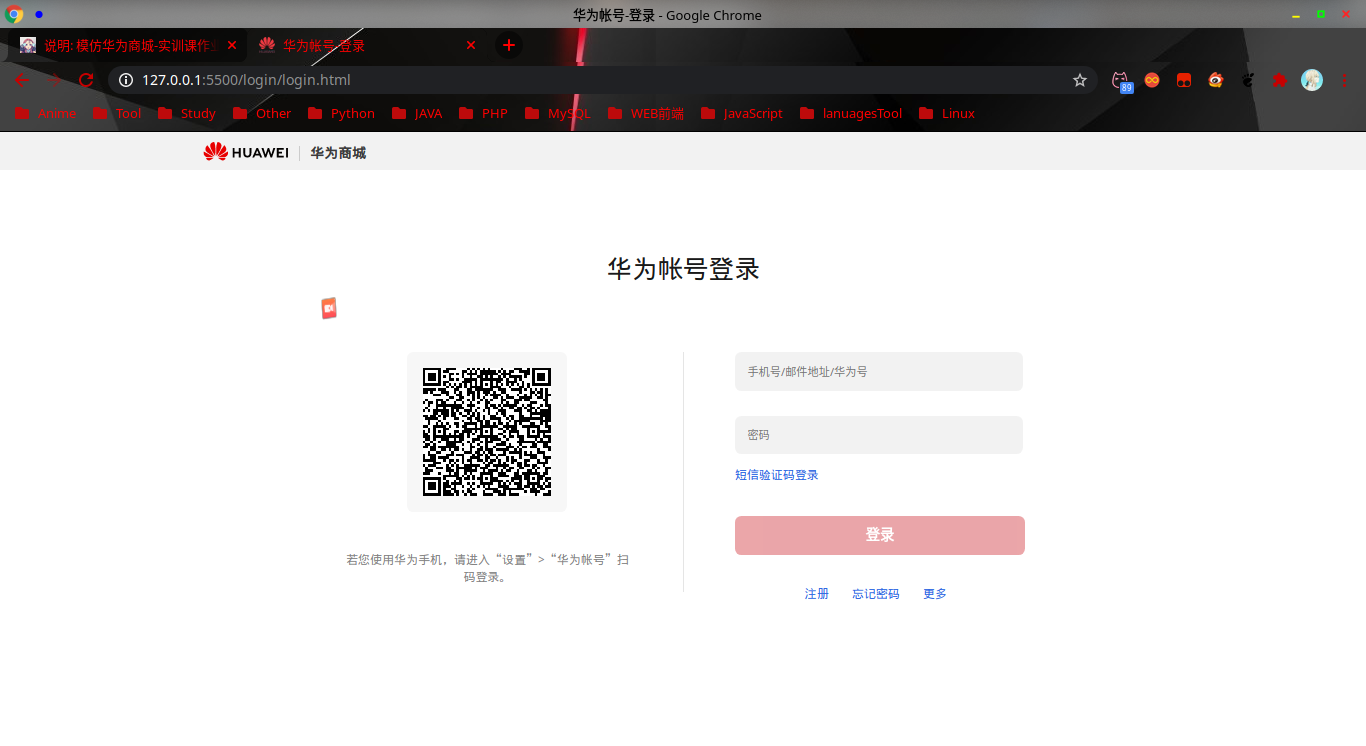 华为帐号-登录 - Google Chrome
说明: 模仿华为商城-实训课作业
华为帐号-登录
127.0.0.1:5500/login/login.html
89
Anime Tool Study Other Python JAVA PHP MySQL WEB前端 JavaScript lanuagesTool Linux
HUAWEI 华为商城
华为帐号登录
手机号/邮件地址/华为号
密码
短信验证码登录
登录
若您使用华为手机，请进入“设置”>“华为帐号”扫
码登录。
注册 忘记密码 更多